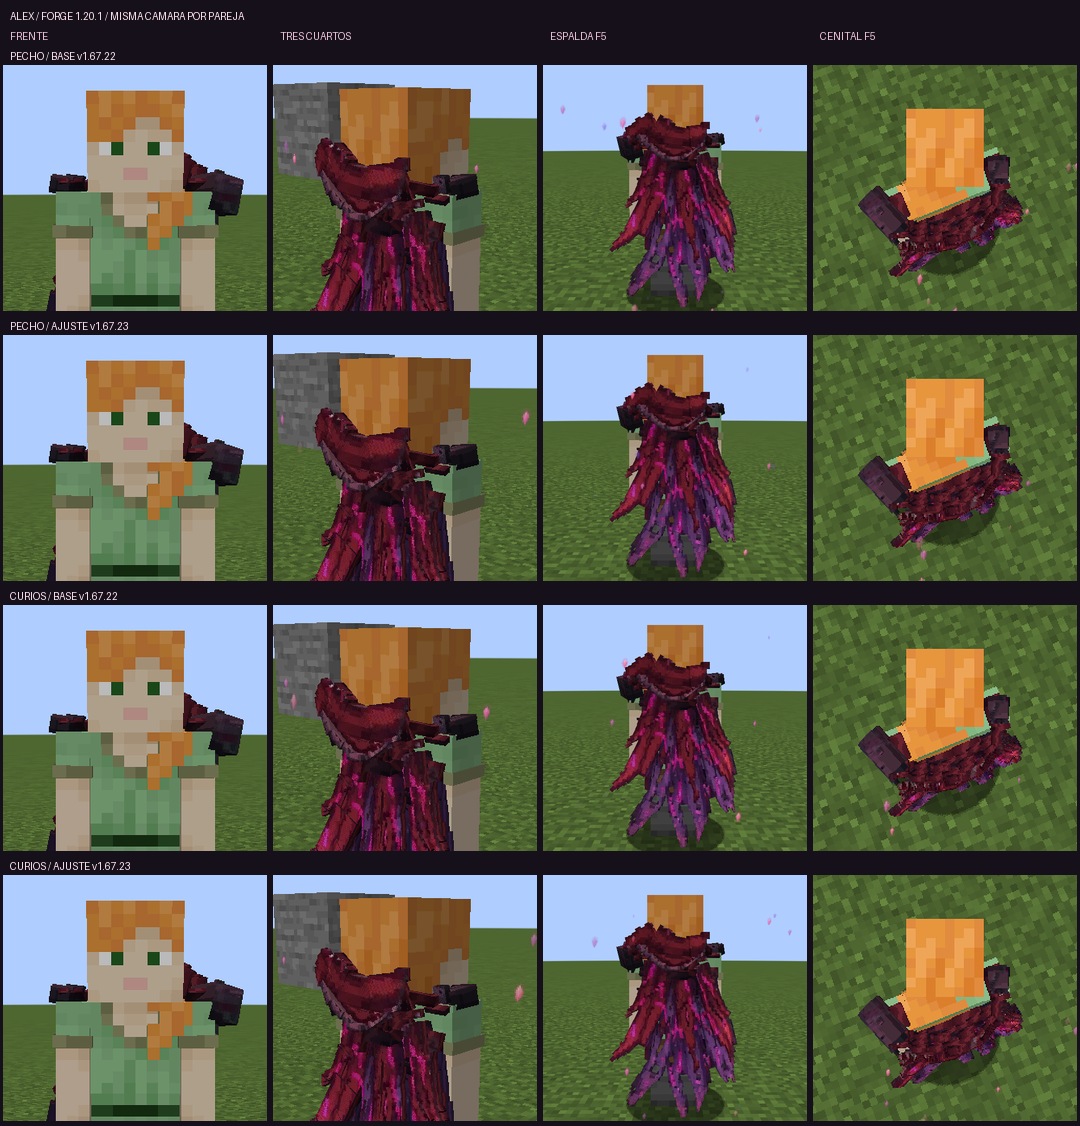 ALEX / FORGE 1.20.1 / MISMA CAMARA POR PAREJA
FRENTE TRES CUARTOS ESPALDA F5 CENITAL F5
PECHO / BASE v1.67.22
PECHO / AJUSTE v1.67.23
CURIOS / BASE v1.67.22
CURIOS / AJUSTE v1.67.23